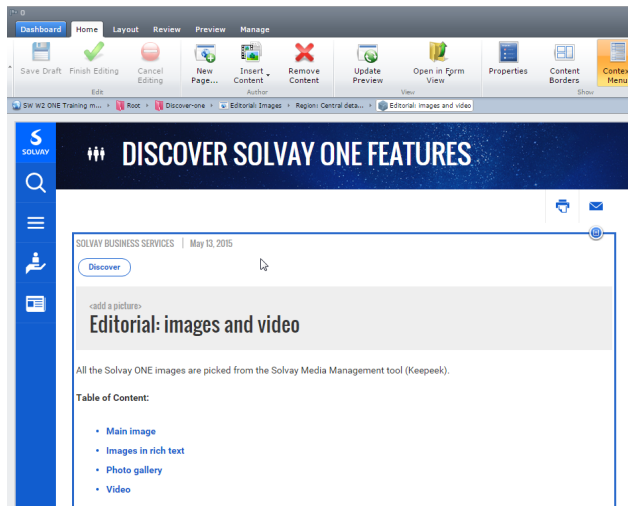 Dashboard Home Layout Review Preview Manage
Save Draft Finish Editing Cancel Editing New Page... Insert Content Remove Content Update Preview Open in Form View Properties Content Borders Context Menu
Edit Author View Show
SW W2 ONE Training m... Root Discover-one Editorial: Images Region: Central deta... Editorial: images and video
SOLVAY
DISCOVER SOLVAY ONE FEATURES
SOLVAY BUSINESS SERVICES | May 13, 2015
Discover
<add a picture>
Editorial: images and video
All the Solvay ONE images are picked from the Solvay Media Management tool (Keepeek).
Table of Content:
• Main image
• Images in rich text
• Photo gallery
• Video